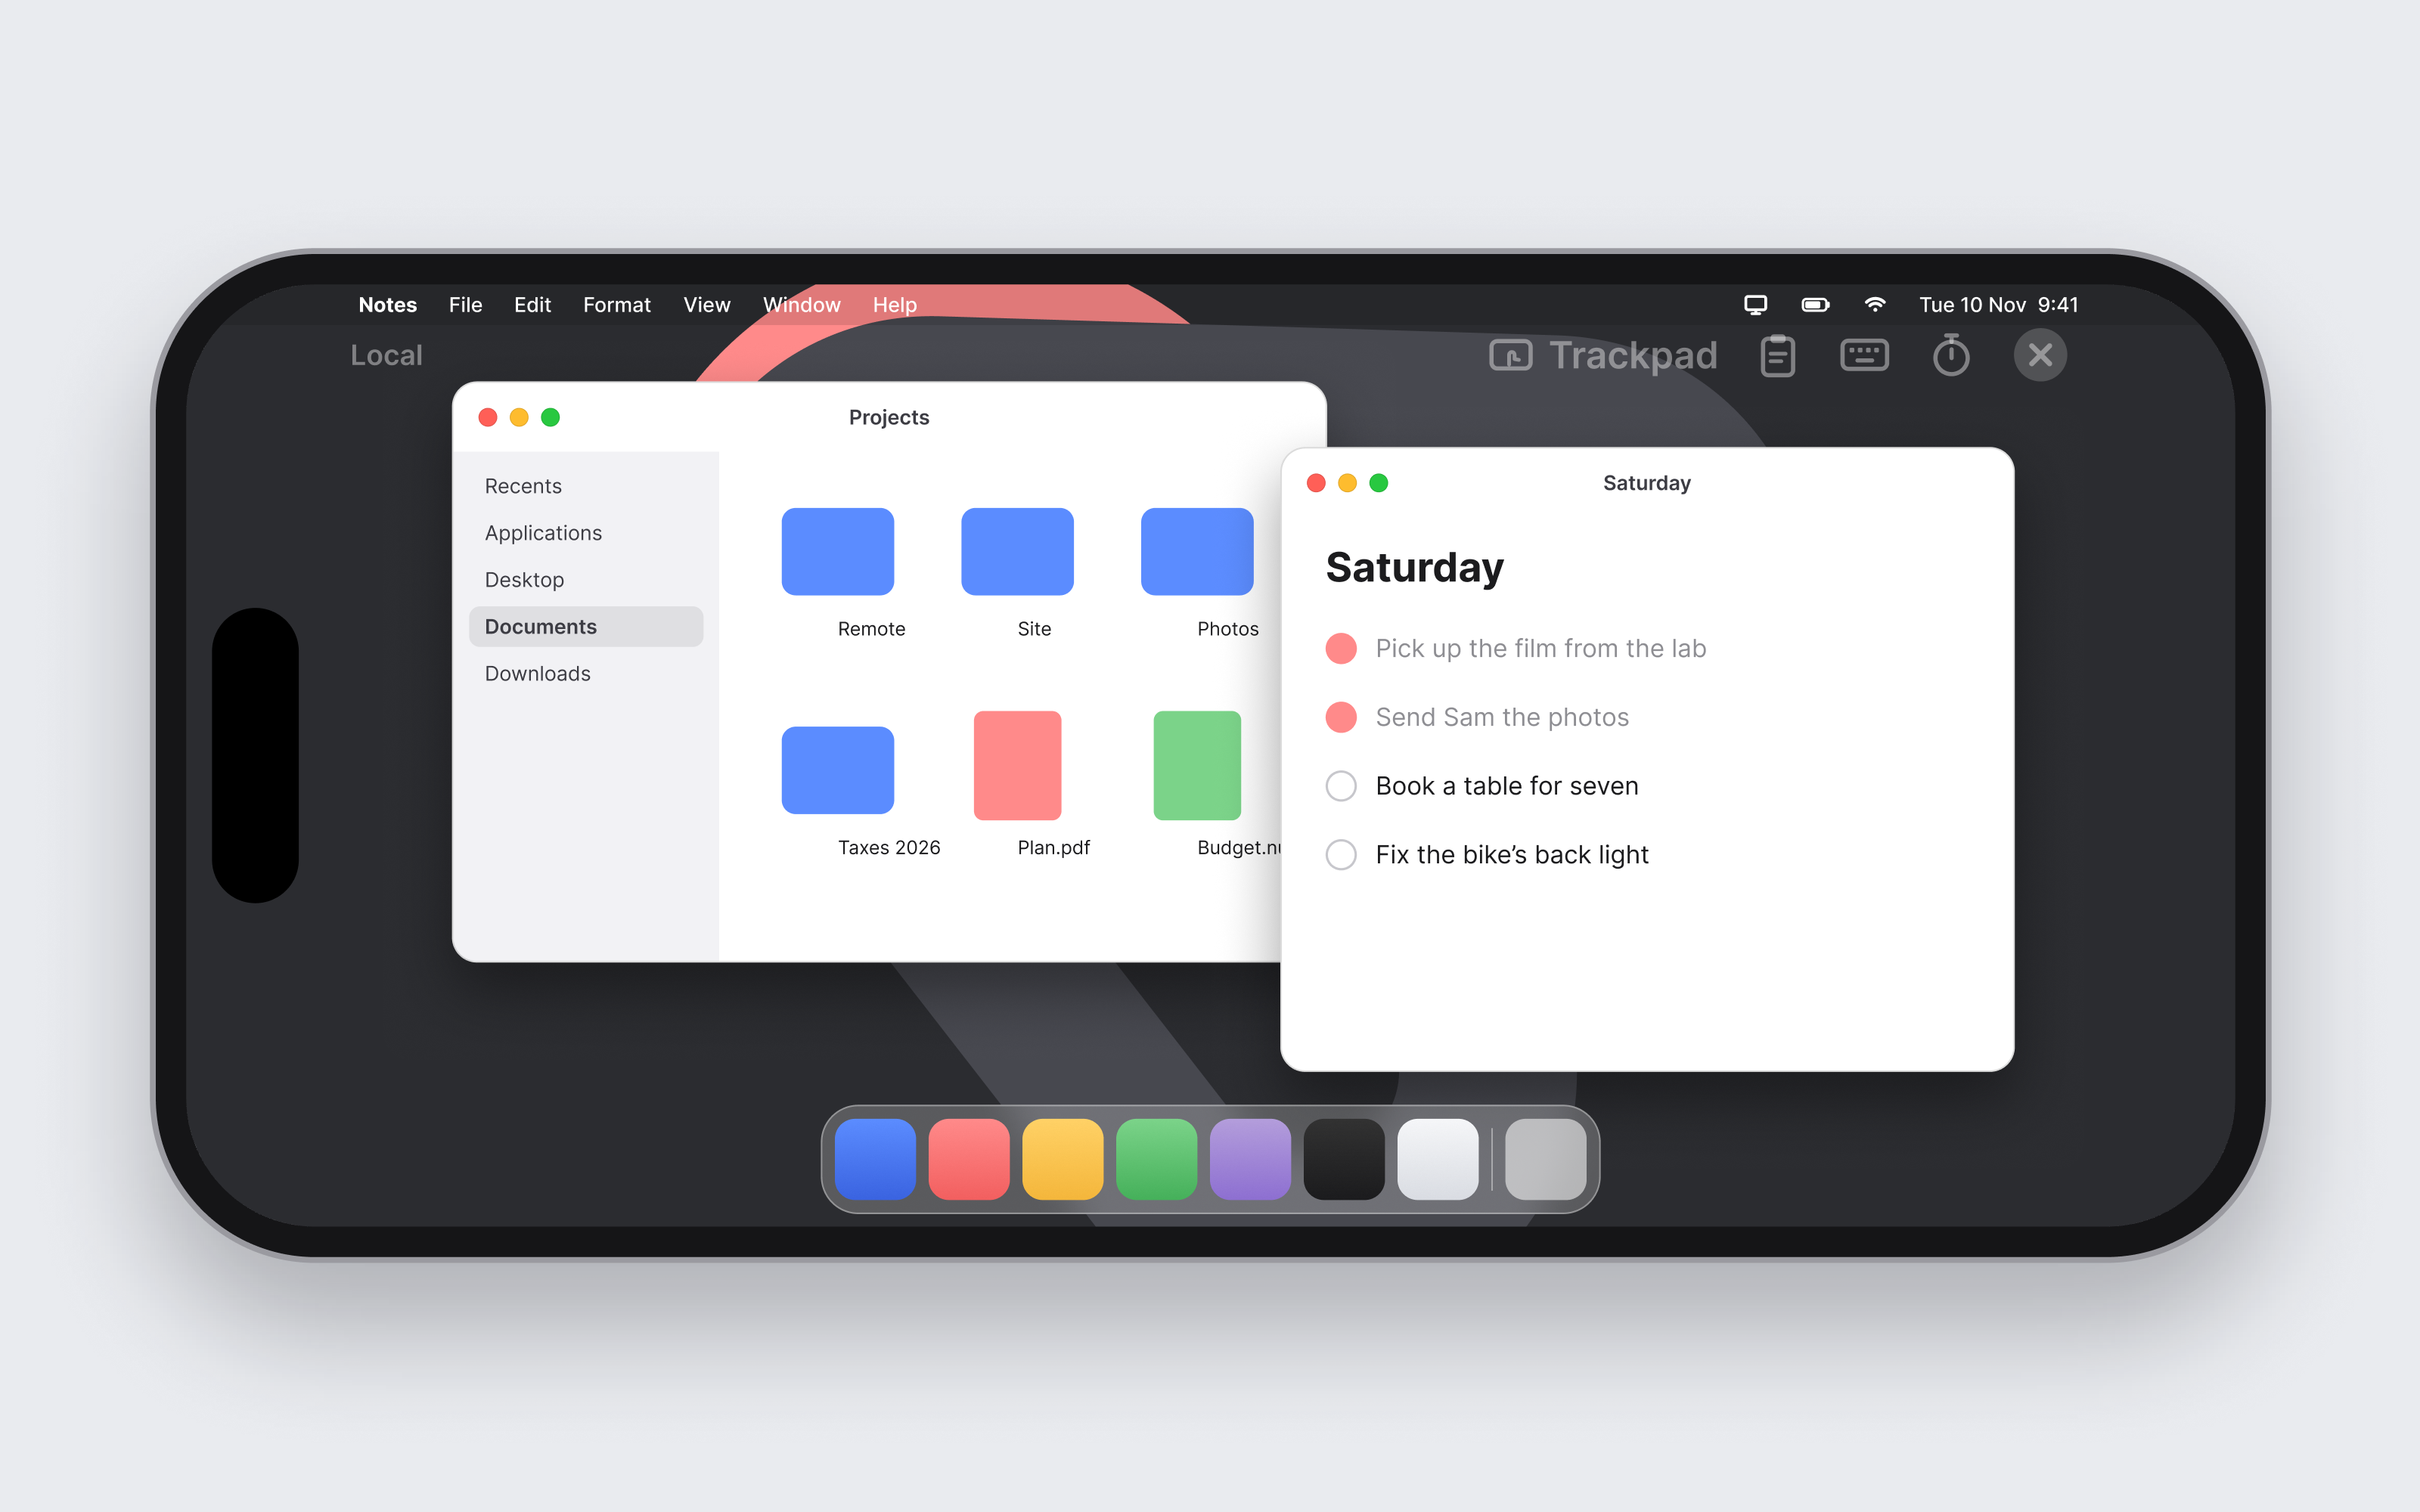 Notes File Edit Format View Window Help Tue 10 Nov 9:41
Local Trackpad
Projects
Recents
Applications
Desktop
Documents
Downloads
Remote Site Photos
Taxes 2026 Plan.pdf
Saturday
Saturday
Pick up the film from the lab
Send Sam the photos
Book a table for seven
Fix the bike’s back light